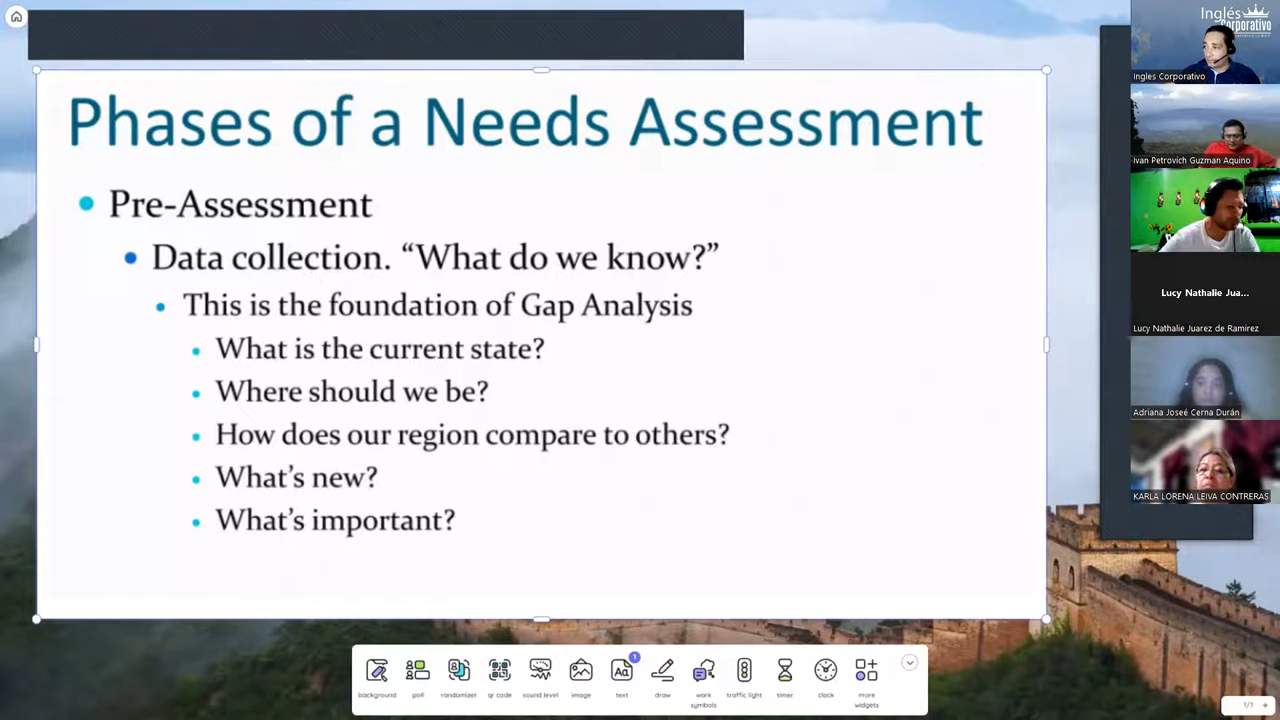 Phases of a Needs Assessment
Pre-Assessment
Data collection. “What do we know?”
This is the foundation of Gap Analysis
What is the current state?
Where should we be?
How does our region compare to others?
What’s new?
What’s important?
Inglés
Corporativo
Ingles Corporativo
Ivan Petrovich Guzman Aquino
Lucy Nathalie Jua...
Lucy Nathalie Juarez de Ramirez
Adriana Joseé Cerna Durán
KARLA LORENA LEIVA CONTRERAS
background
poll
randomizer
qr code
sound level
image
1
Aa
text
draw
work
symbols
traffic light
timer
clock
more
widgets
1/1 +